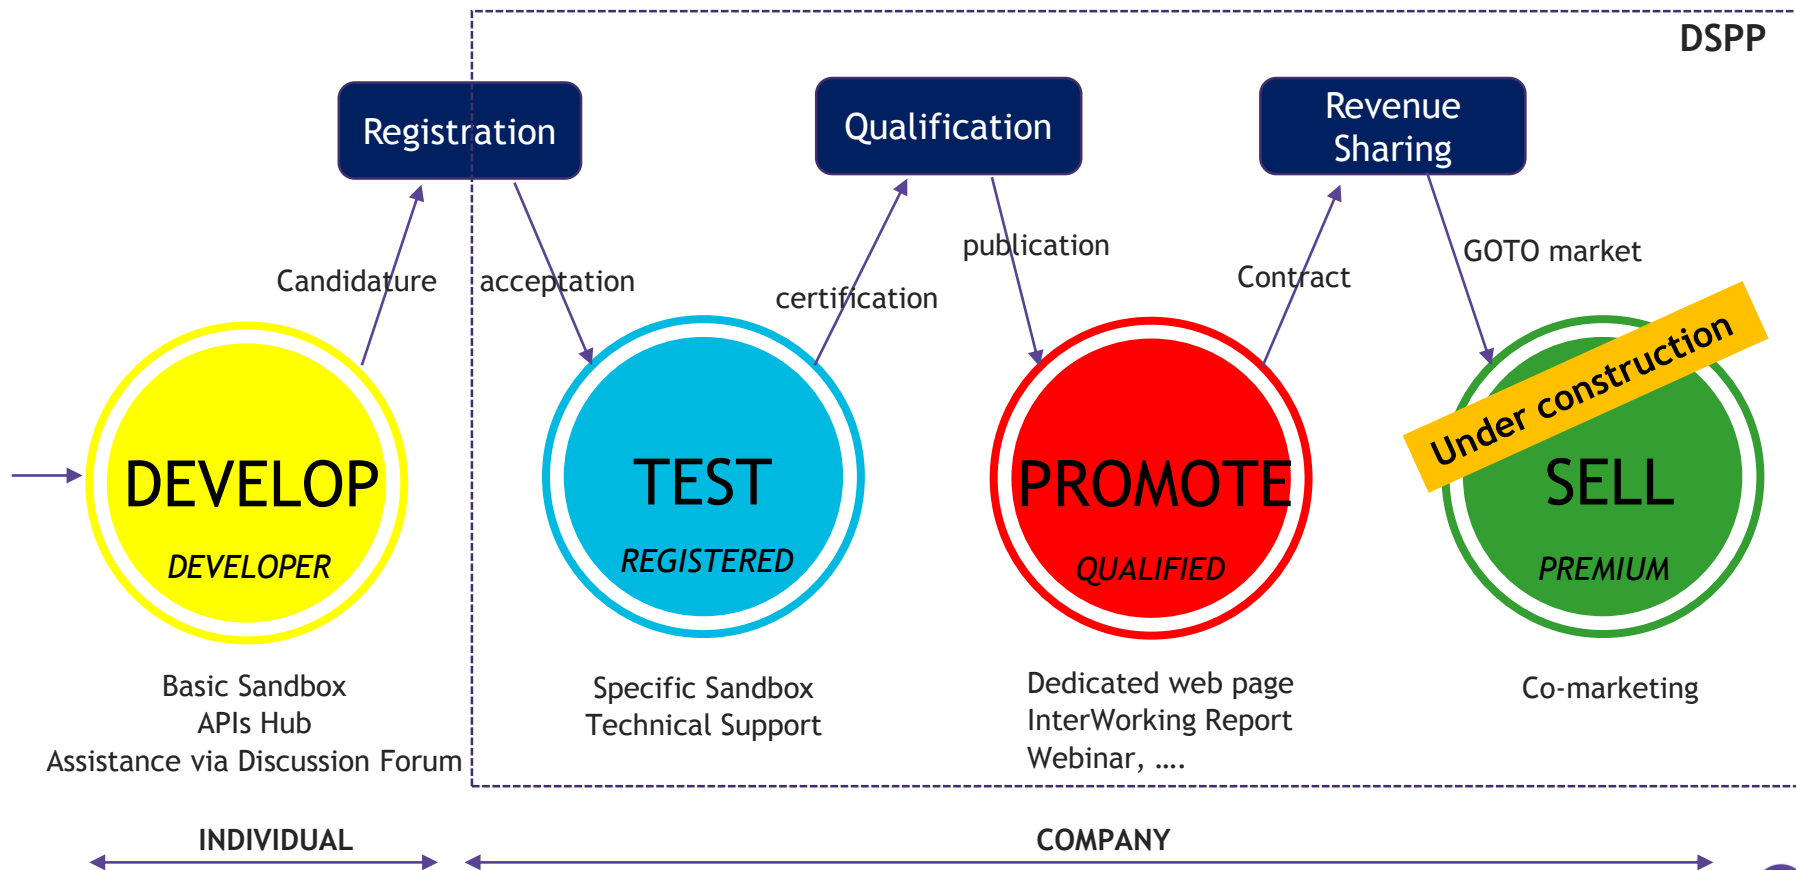 DSPP
Registration
Qualification
Revenue
Sharing
Candidature
acceptation
certification
publication
Contract
GOTO market
Under construction
DEVELOP
DEVELOPER
TEST
REGISTERED
PROMOTE
QUALIFIED
SELL
PREMIUM
Basic Sandbox
APIs Hub
Assistance via Discussion Forum
Specific Sandbox
Technical Support
Dedicated web page
InterWorking Report
Webinar, ....
Co-marketing
INDIVIDUAL
COMPANY